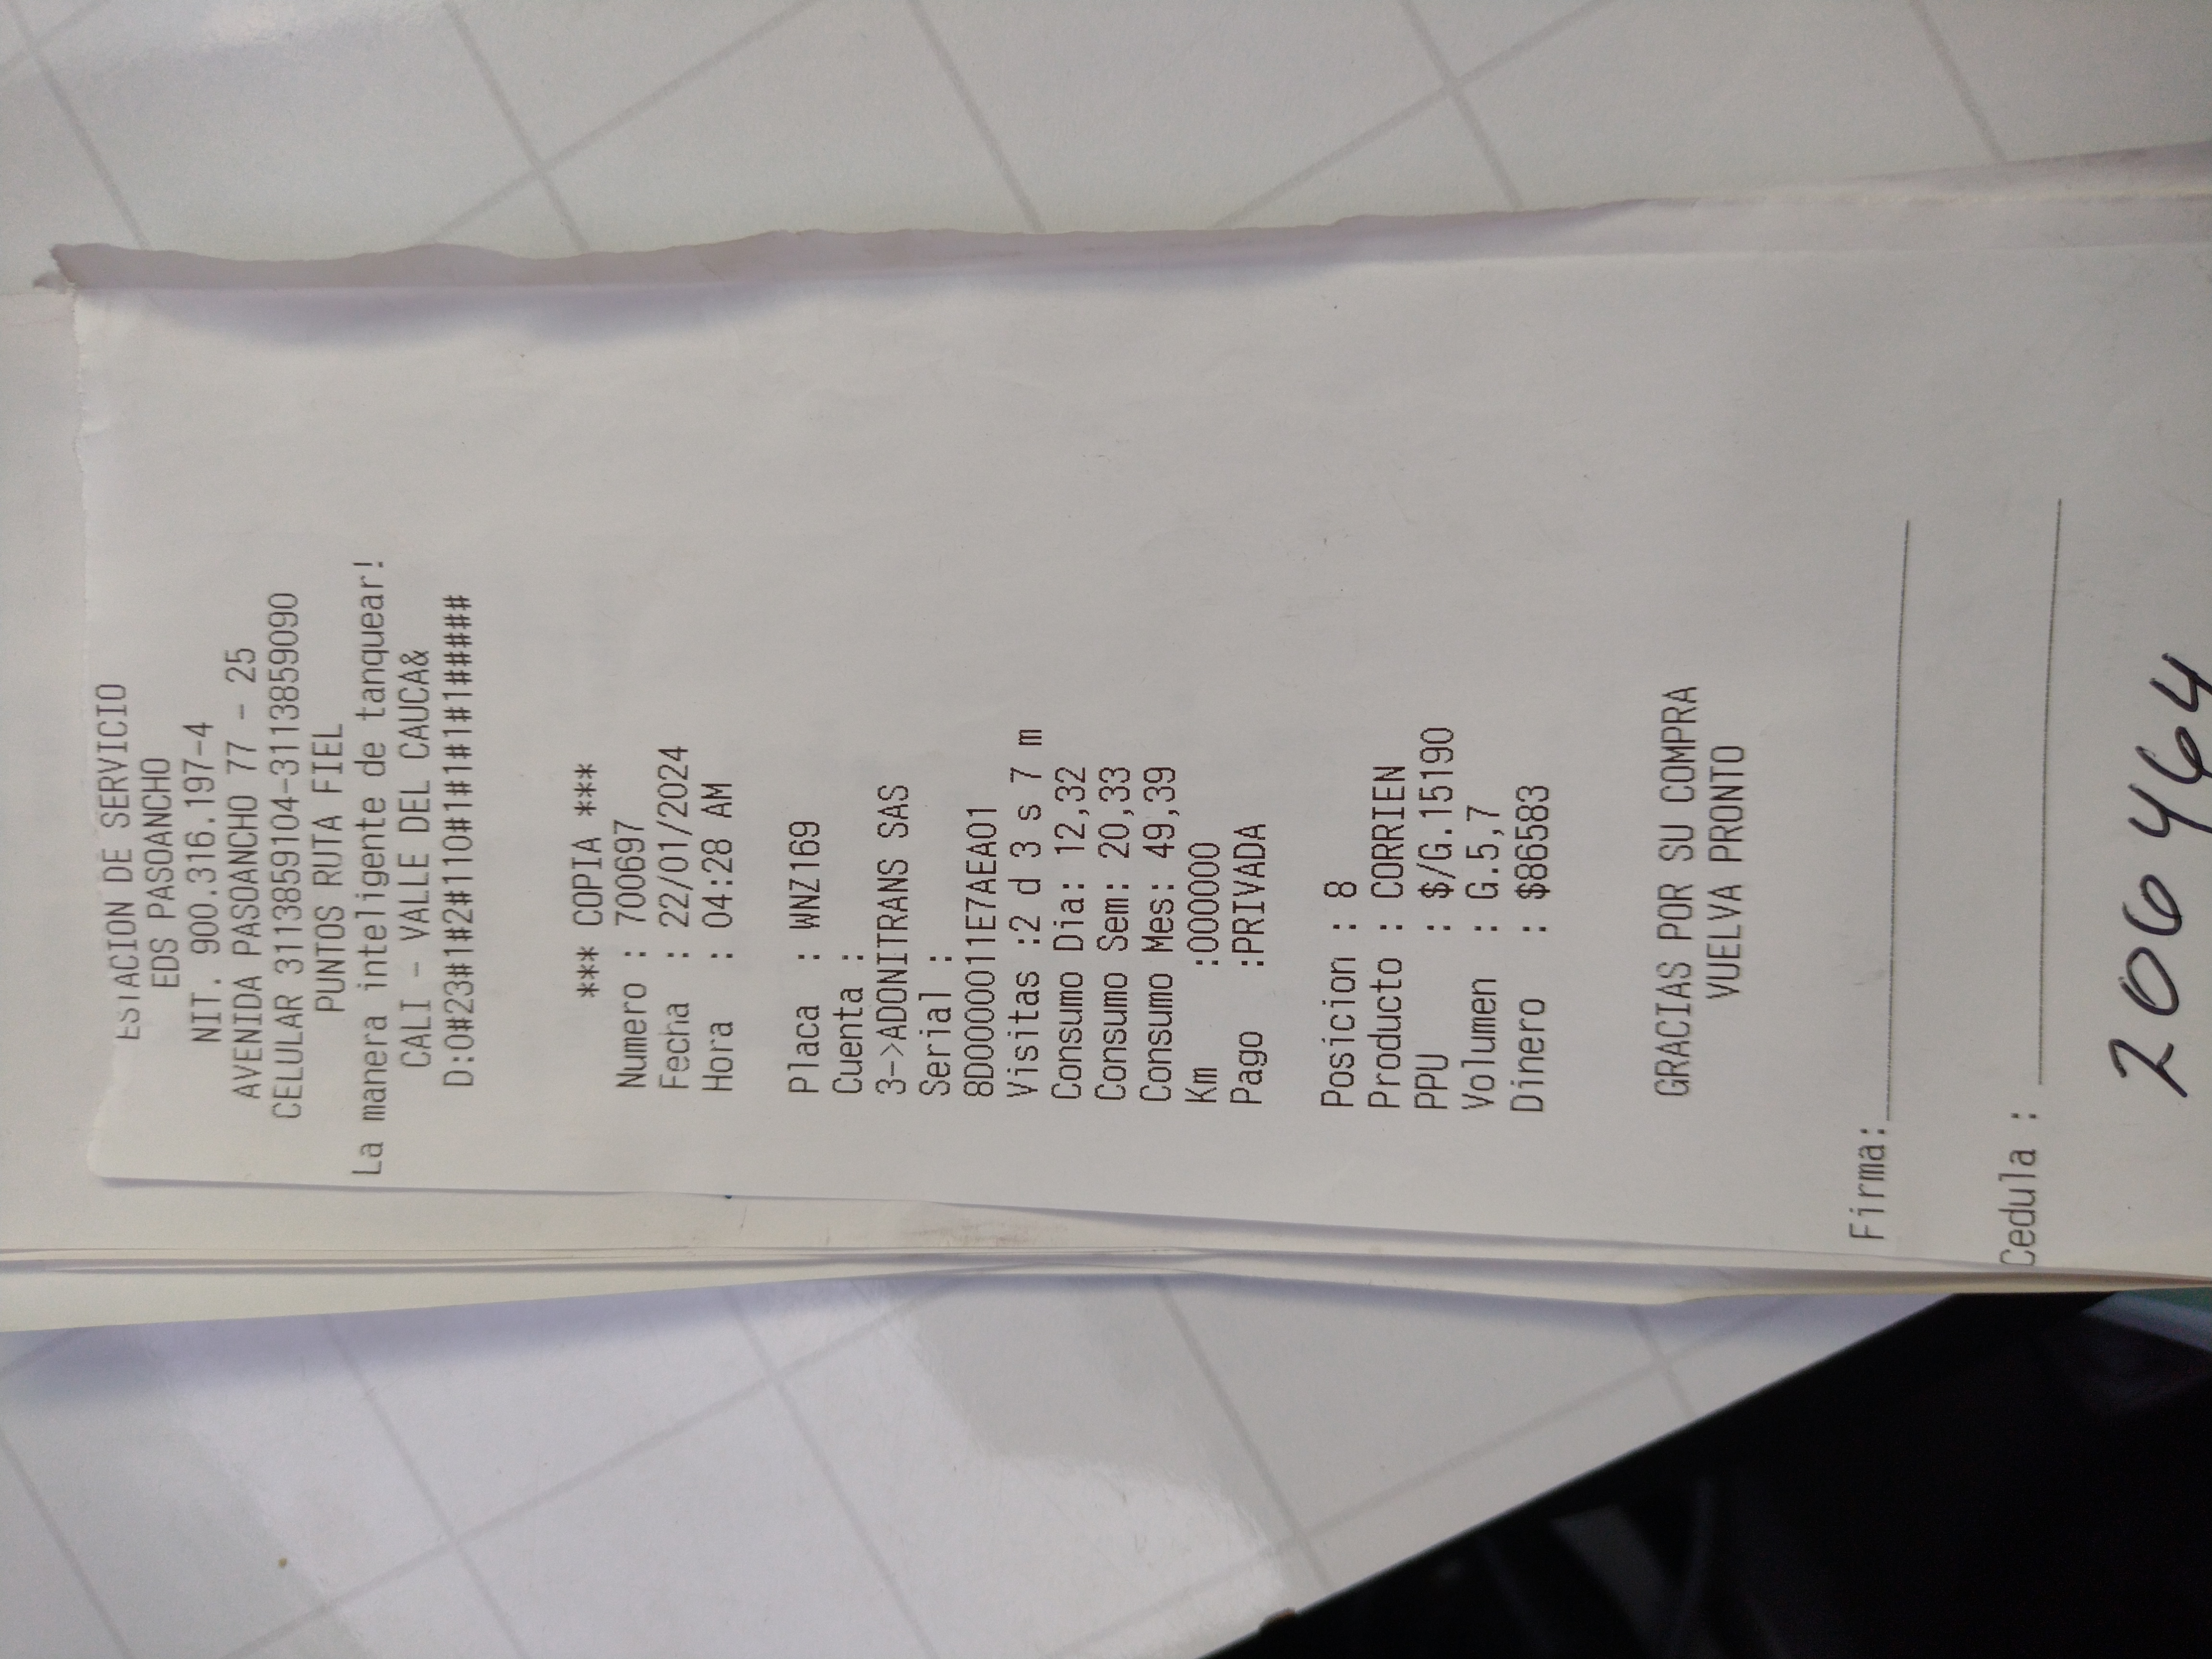 ESTACION DE SERVICIO
EDS PASOANCHO
NIT. 900.316.197-4
AVENIDA PASOANCHO 77 - 25
CELULAR 3113859104-3113859090
PUNTOS RUTA FIEL
La manera inteligente de tanquear!
CALI - VALLE DEL CAUCA&
D:0#23#1#2#110#1#1#1#1#1#####
*** COPIA ***
Numero : 700697
Fecha : 22/01/2024
Hora : 04:28 AM
Placa : WNZ169
Cuenta :
3->ADONITRANS SAS
Serial :
8D000011E7AEA01
Visitas :2 d 3 s 7 m
Consumo Dia: 12,32
Consumo Sem: 20,33
Consumo Mes: 49,39
Km :000000
Pago :PRIVADA
Posicion : 8
Producto : CORRIEN
PPU : $/G.15190
Volumen : G.5,7
Dinero : $86583
GRACIAS POR SU COMPRA
VUELVA PRONTO
Firma:
Cedula :
206464